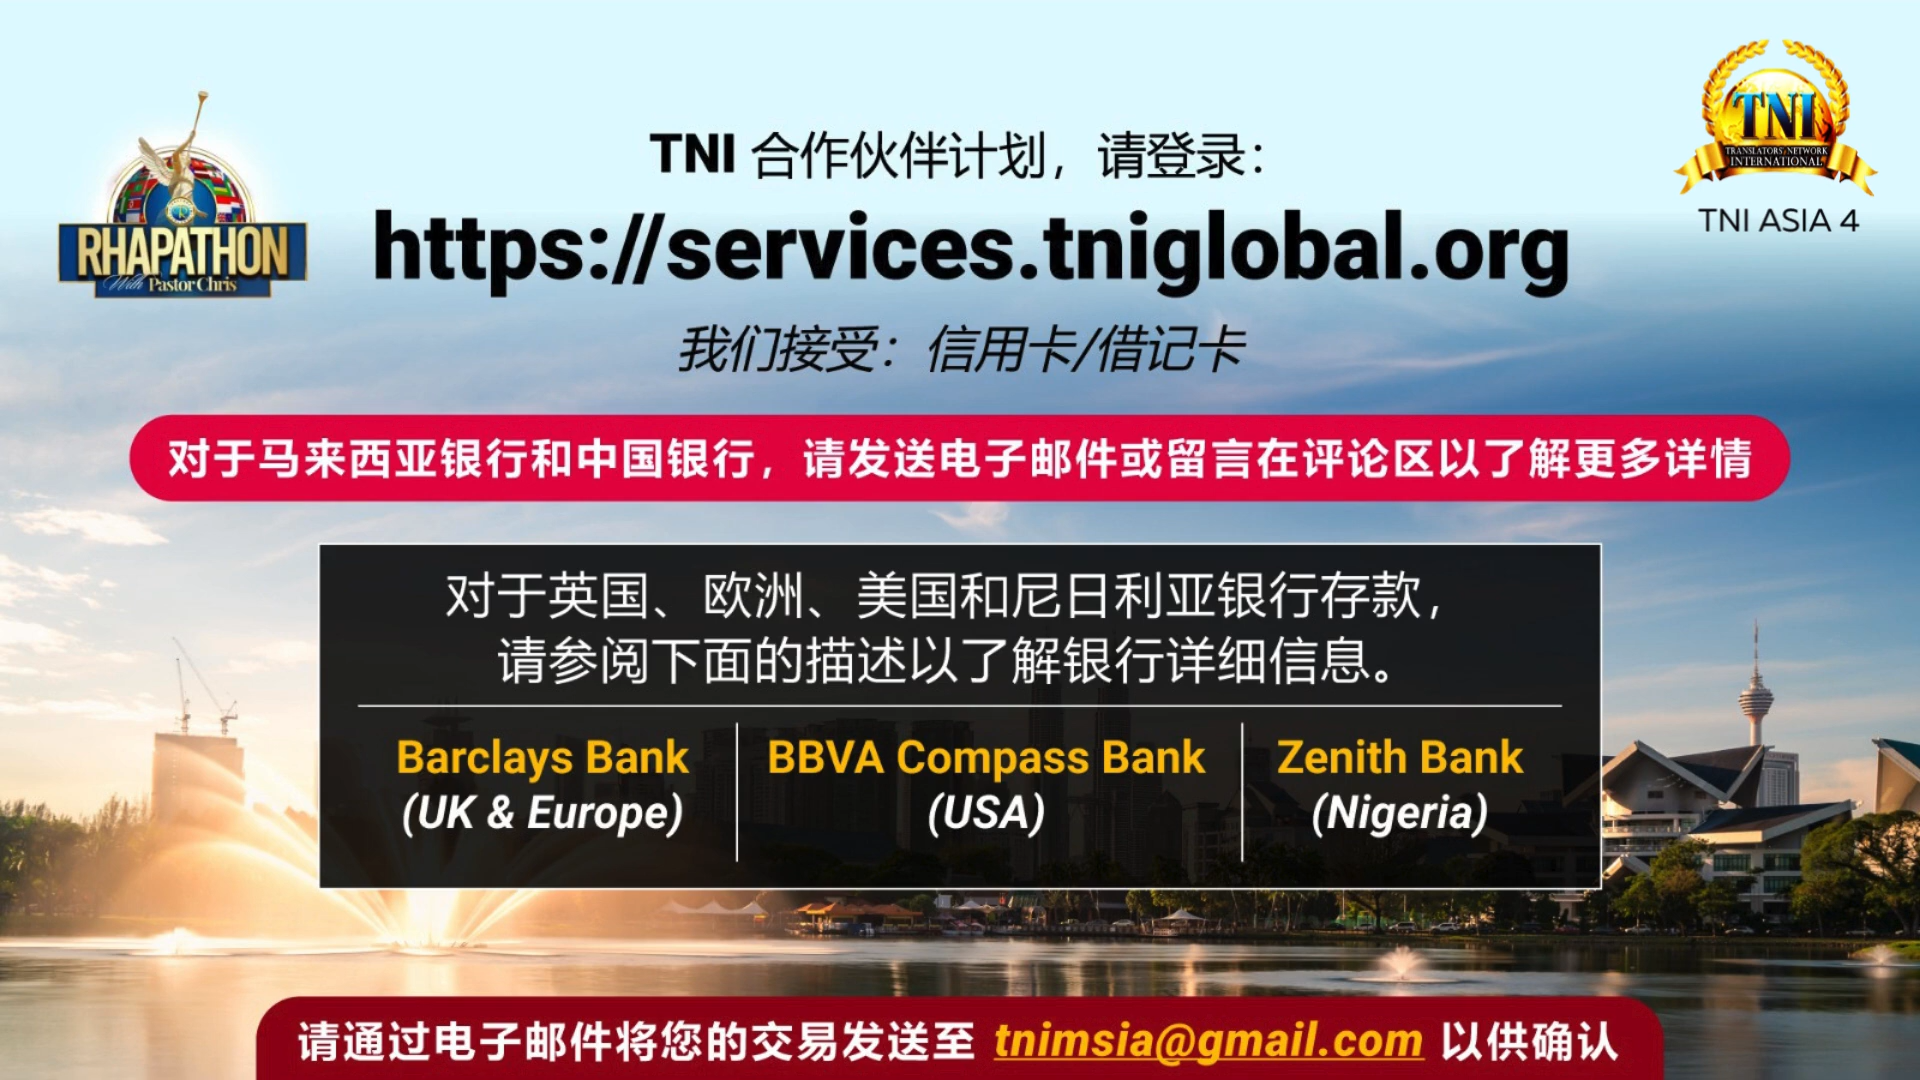 RHAPATHON
With Pastor Chris
TNI
TRANSLATORS' NETWORK
INTERNATIONAL
TNI ASIA 4
TNI 合作伙伴计划，请登录：
https://services.tniglobal.org
我们接受：信用卡/借记卡
对于马来西亚银行和中国银行，请发送电子邮件或留言在评论区以了解更多详情
对于英国、欧洲、美国和尼日利亚银行存款，
请参阅下面的描述以了解银行详细信息。
Barclays Bank
(UK & Europe)
BBVA Compass Bank
(USA)
Zenith Bank
(Nigeria)
请通过电子邮件将您的交易发送至 tnimsia@gmail.com 以供确认